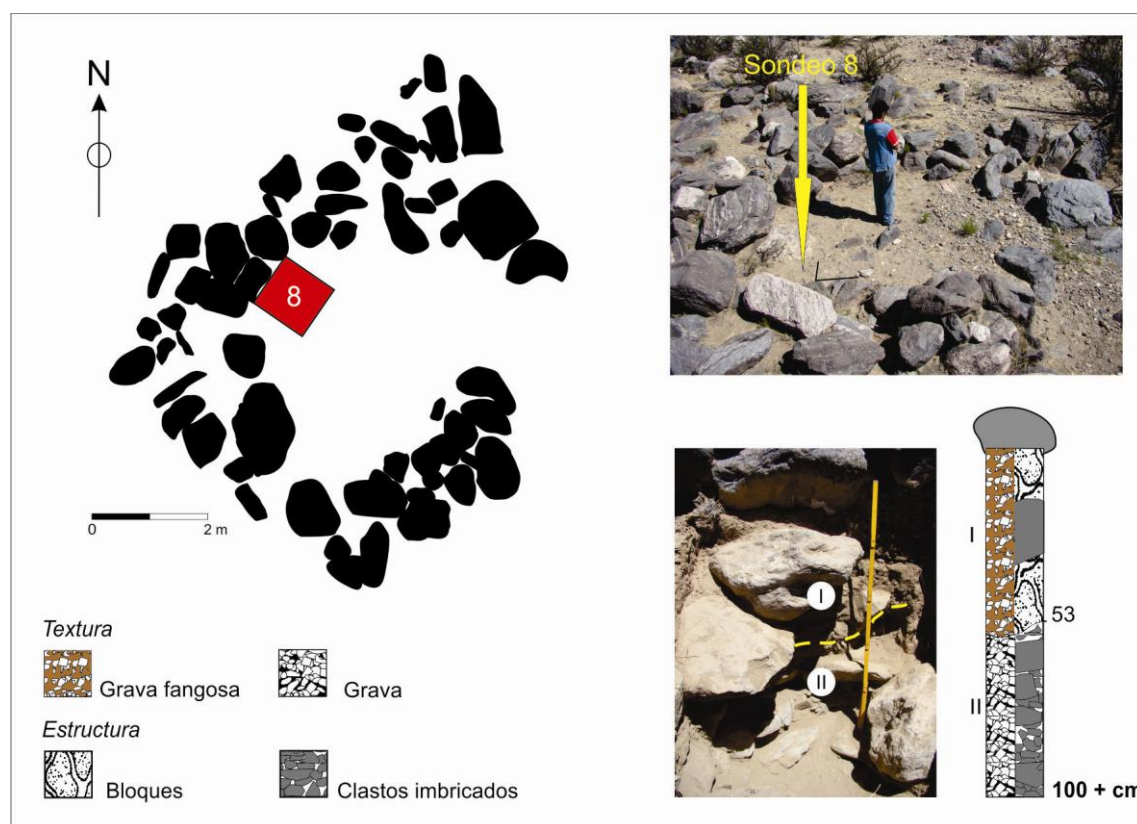 N
8
0 2 m
Textura
Grava fangosa
Grava
Estructura
Bloques
Clastos imbricados
Sondeo 8
I
II
I
53
II
100 + cm